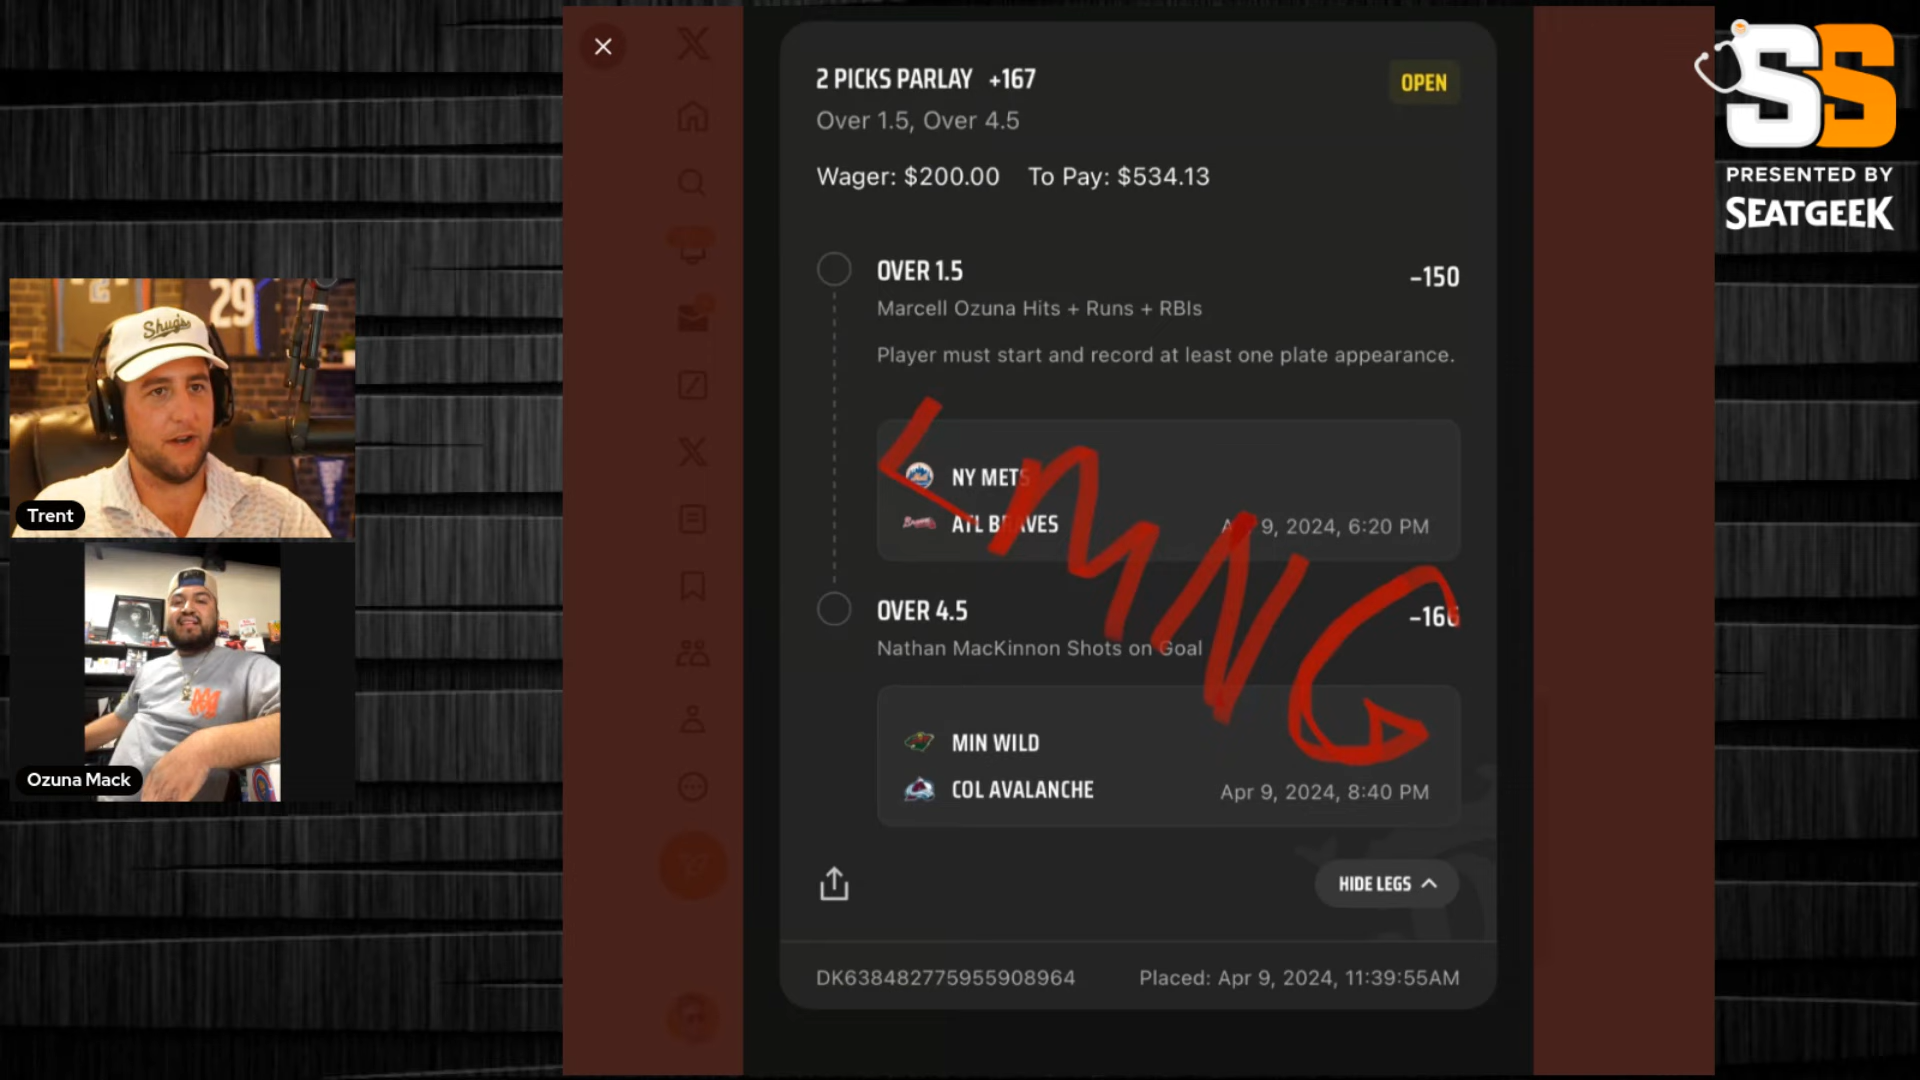 2 PICKS PARLAY +167
OPEN
Over 1.5, Over 4.5
Wager: $200.00 To Pay: $534.13
OVER 1.5
-150
Marcell Ozuna Hits + Runs + RBIs
Player must start and record at least one plate appearance.
NY METS
ATL BRAVES
Apr 9, 2024, 6:20 PM
LMNG
OVER 4.5
-166
Nathan MacKinnon Shots on Goal
MIN WILD
COL AVALANCHE
Apr 9, 2024, 8:40 PM
HIDE LEGS
DK638482775955908964
Placed: Apr 9, 2024, 11:39:55AM
SS
PRESENTED BY
SEATGEEK
29
Shug's
Trent
Ozuna Mack